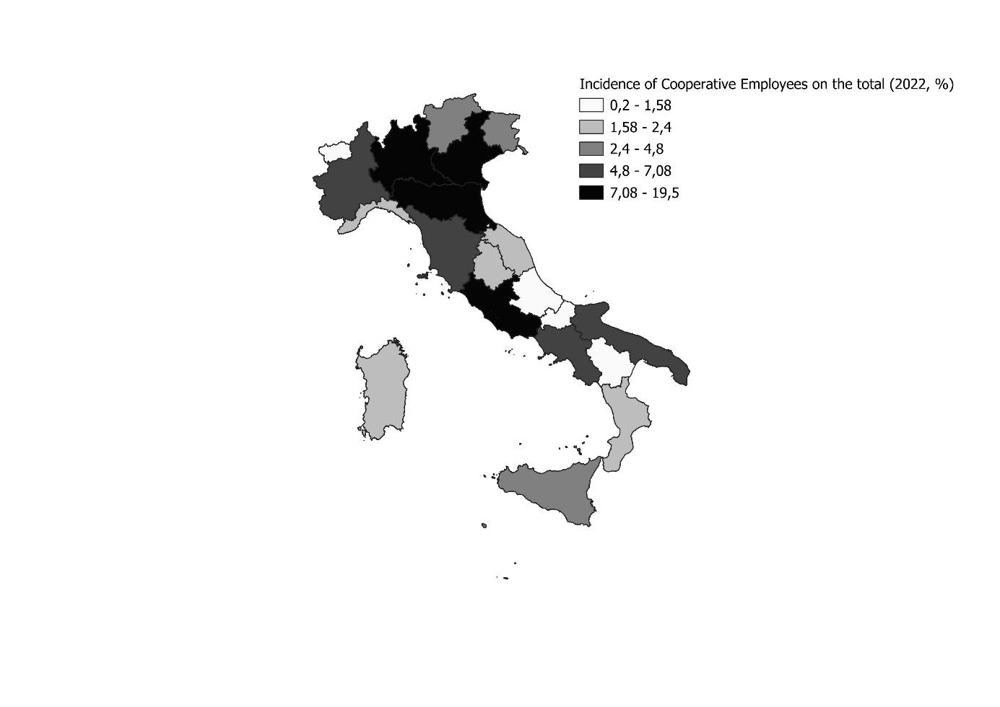 Incidence of Cooperative Employees on the total (2022, %)
0,2 - 1,58
1,58 - 2,4
2,4 - 4,8
4,8 - 7,08
7,08 - 19,5